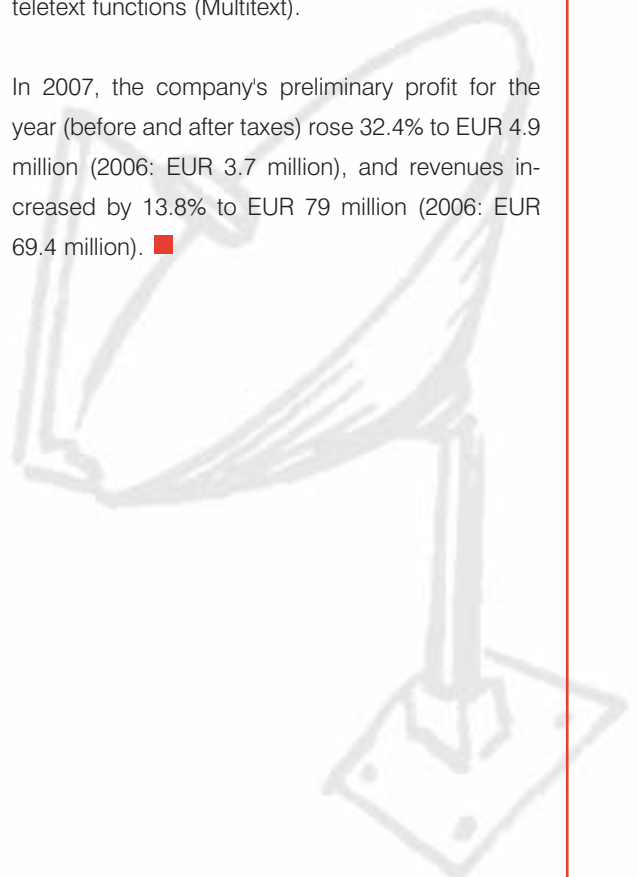 teletext functions (Multitext).
In 2007, the company's preliminary profit for the
year (before and after taxes) rose 32.4% to EUR 4.9
million (2006: EUR 3.7 million), and revenues in-
creased by 13.8% to EUR 79 million (2006: EUR
69.4 million).